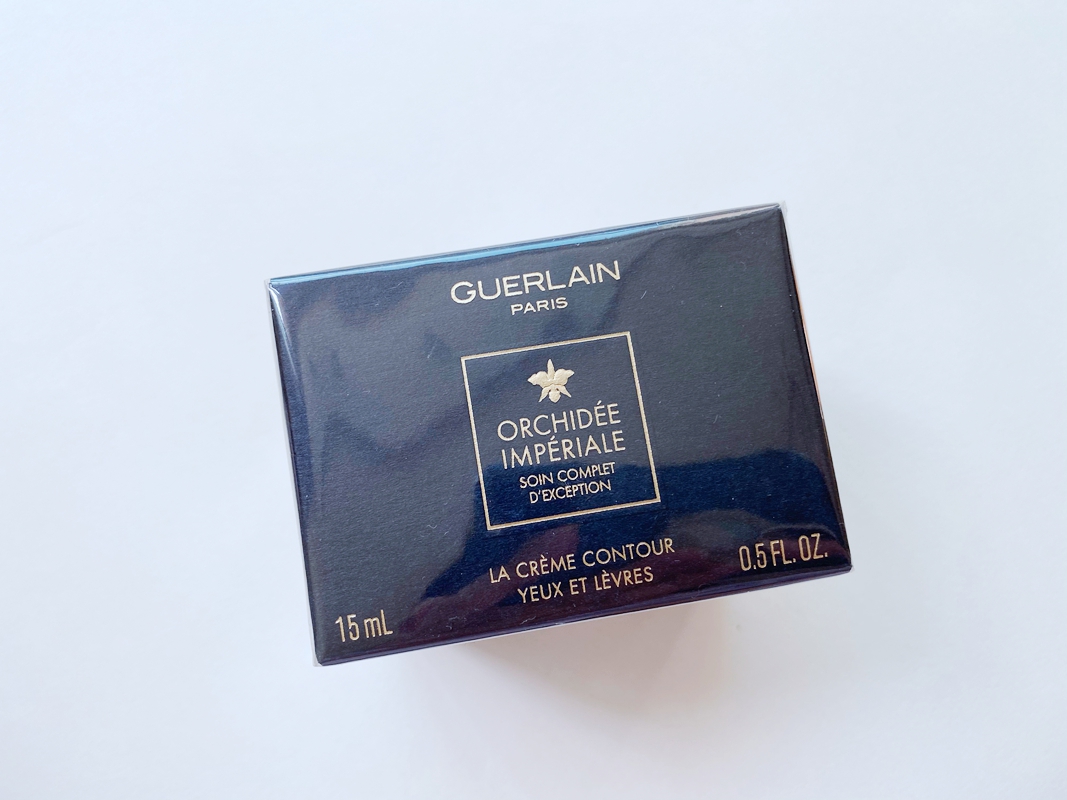 GUERLAIN
PARIS
ORCHIDÉE
IMPÉRIALE
SOIN COMPLET
D'EXCEPTION
LA CRÈME CONTOUR
YEUX ET LÈVRES
15 mL
0.5 FL. OZ.